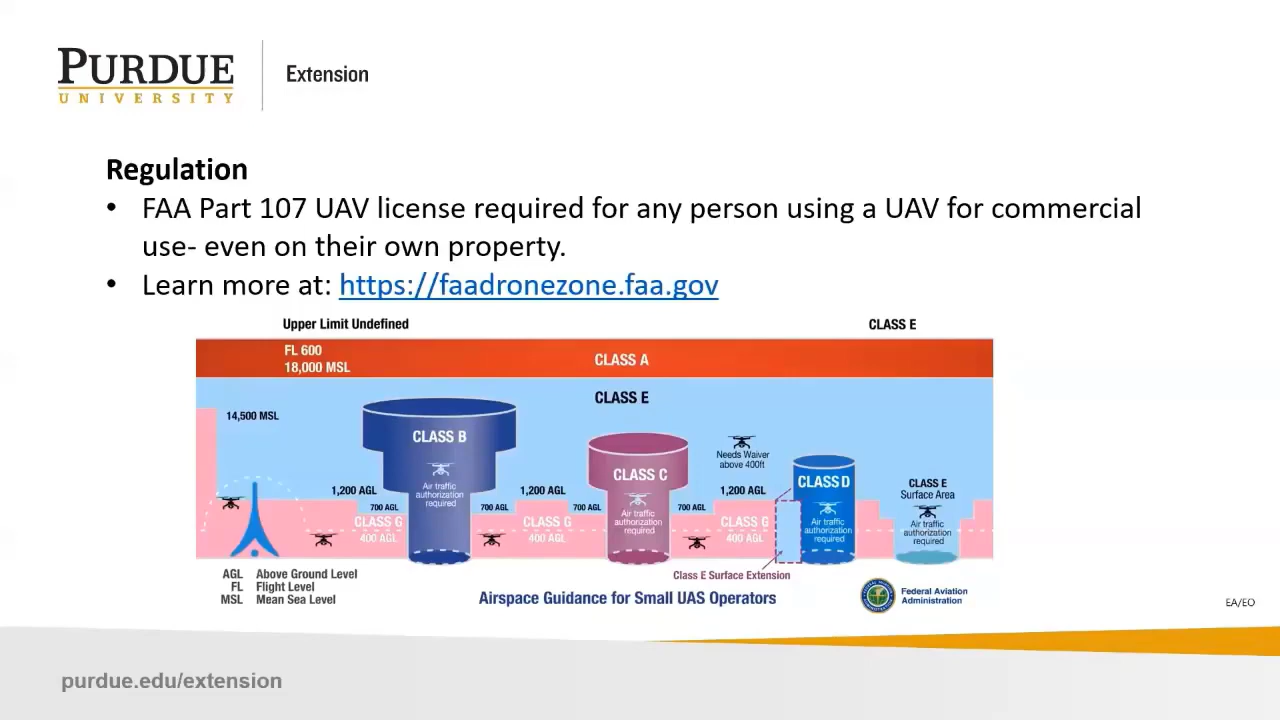 PURDUE
UNIVERSITY
Extension
Regulation
• FAA Part 107 UAV license required for any person using a UAV for commercial
use- even on their own property.
• Learn more at: https://faadronezone.faa.gov
Upper Limit Undefined
CLASS E
FL 600
18,000 MSL
CLASS A
CLASS E
14,500 MSL
CLASS B
Air traffic
authorization
required
CLASS C
Air traffic
authorization
required
Needs Waiver
above 400ft
CLASS D
Air traffic
authorization
required
CLASS E
Surface Area
Air traffic
authorization
required
1,200 AGL
1,200 AGL
1,200 AGL
700 AGL
700 AGL
700 AGL
700 AGL
CLASS G
CLASS G
CLASS G
400 AGL
400 AGL
400 AGL
Class E Surface Extension
AGL Above Ground Level
FL Flight Level
MSL Mean Sea Level
Airspace Guidance for Small UAS Operators
Federal Aviation
Administration
EA/EO
purdue.edu/extension